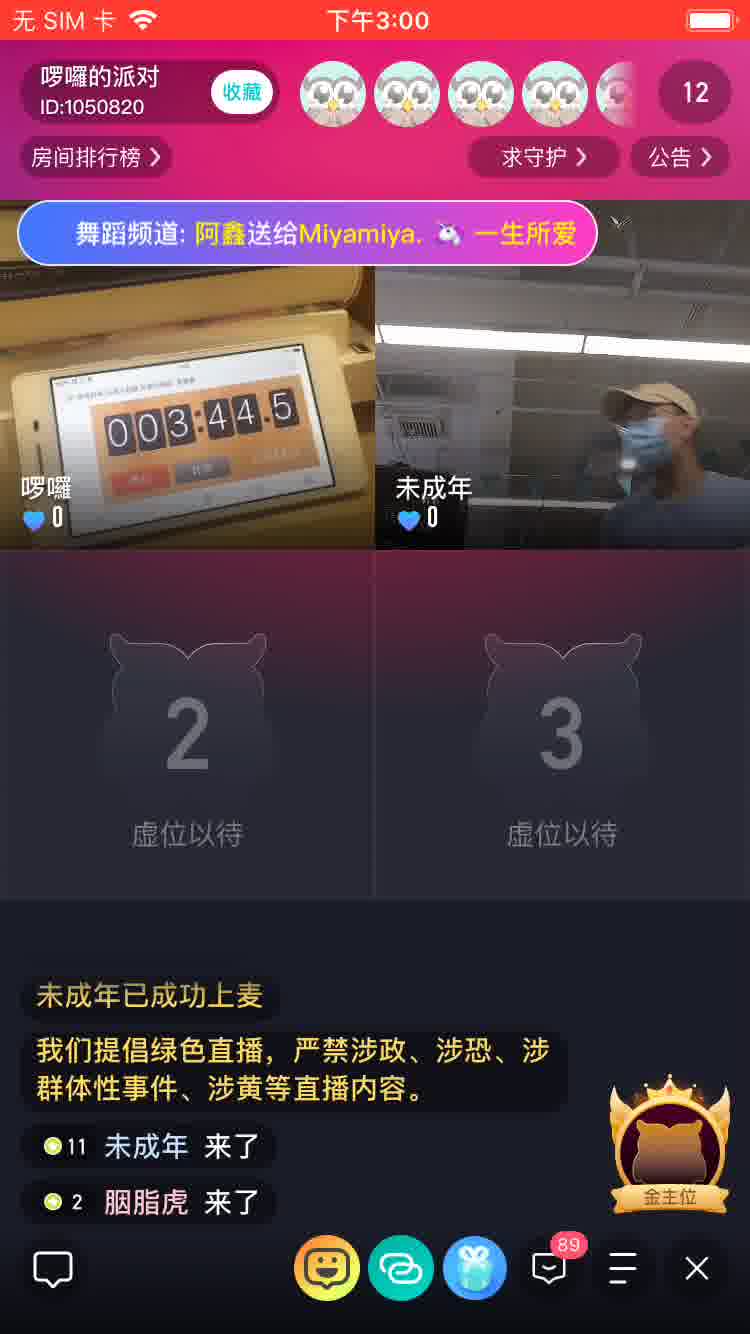 无 SIM 卡
下午3:00
啰囉的派对
ID:1050820
收藏
12
房间排行榜
求守护
公告
舞蹈频道: 阿鑫送给Miyamiya. 一生所爱
003:44.5
啰囉
0
未成年
0
2
虚位以待
3
虚位以待
未成年已成功上麦
我们提倡绿色直播，严禁涉政、涉恐、涉
群体性事件、涉黄等直播内容。
11 未成年 来了
2 胭脂虎 来了
金主位
89